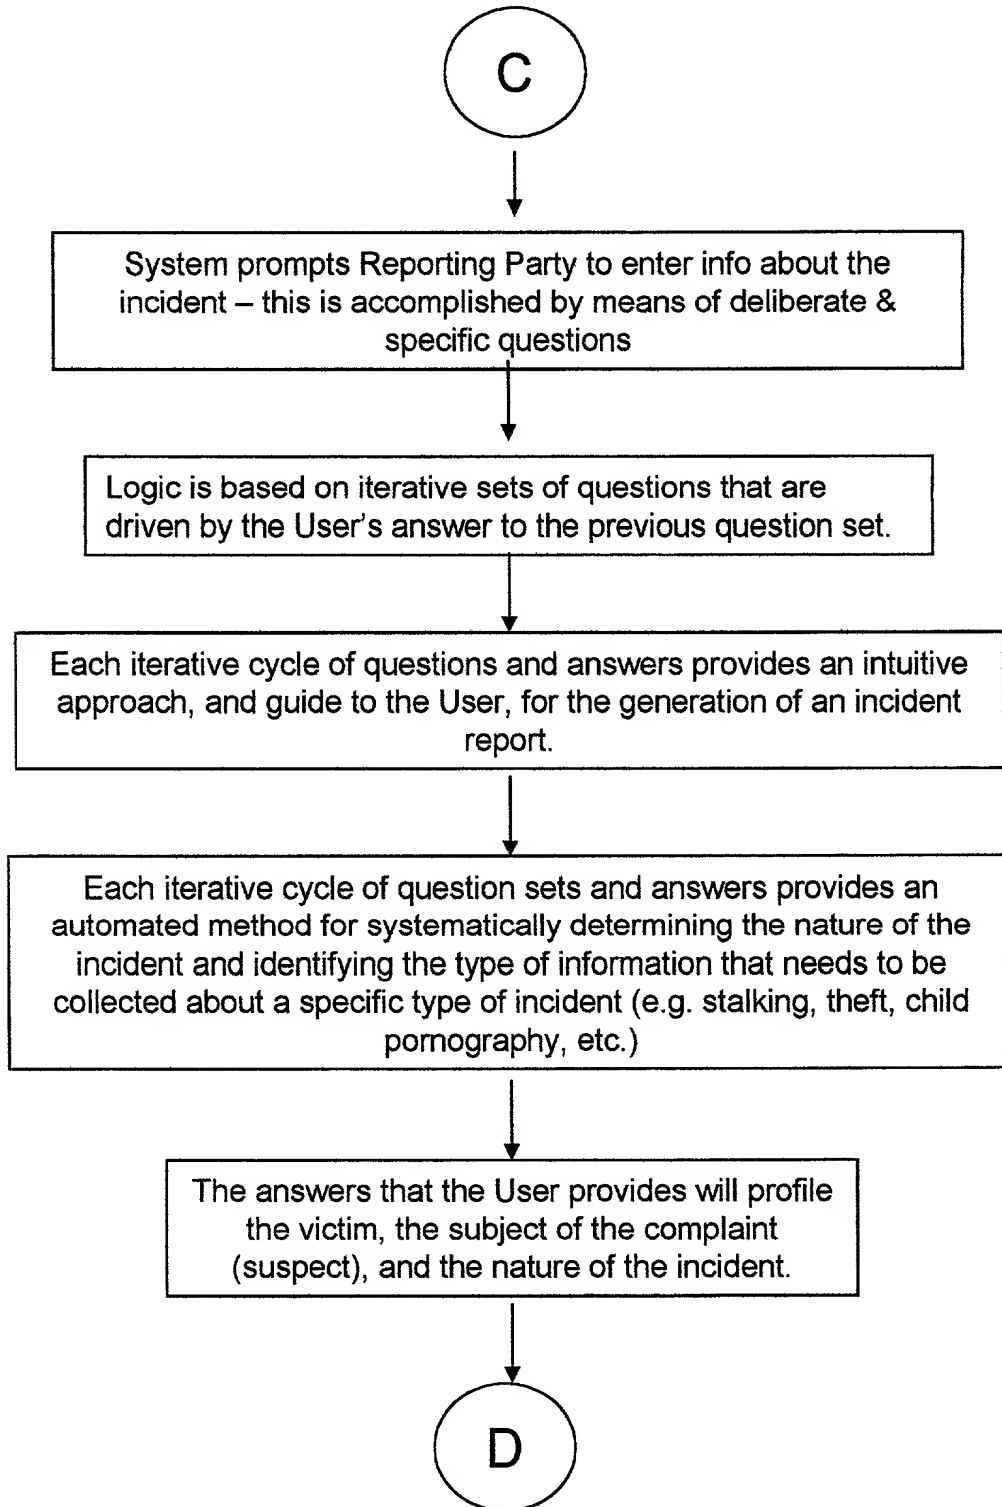 C
System prompts Reporting Party to enter info about the
incident – this is accomplished by means of deliberate &
specific questions
Logic is based on iterative sets of questions that are
driven by the User's answer to the previous question set.
Each iterative cycle of questions and answers provides an intuitive
approach, and guide to the User, for the generation of an incident
report.
Each iterative cycle of question sets and answers provides an
automated method for systematically determining the nature of the
incident and identifying the type of information that needs to be
collected about a specific type of incident (e.g. stalking, theft, child
pornography, etc.)
The answers that the User provides will profile
the victim, the subject of the complaint
(suspect), and the nature of the incident.
D